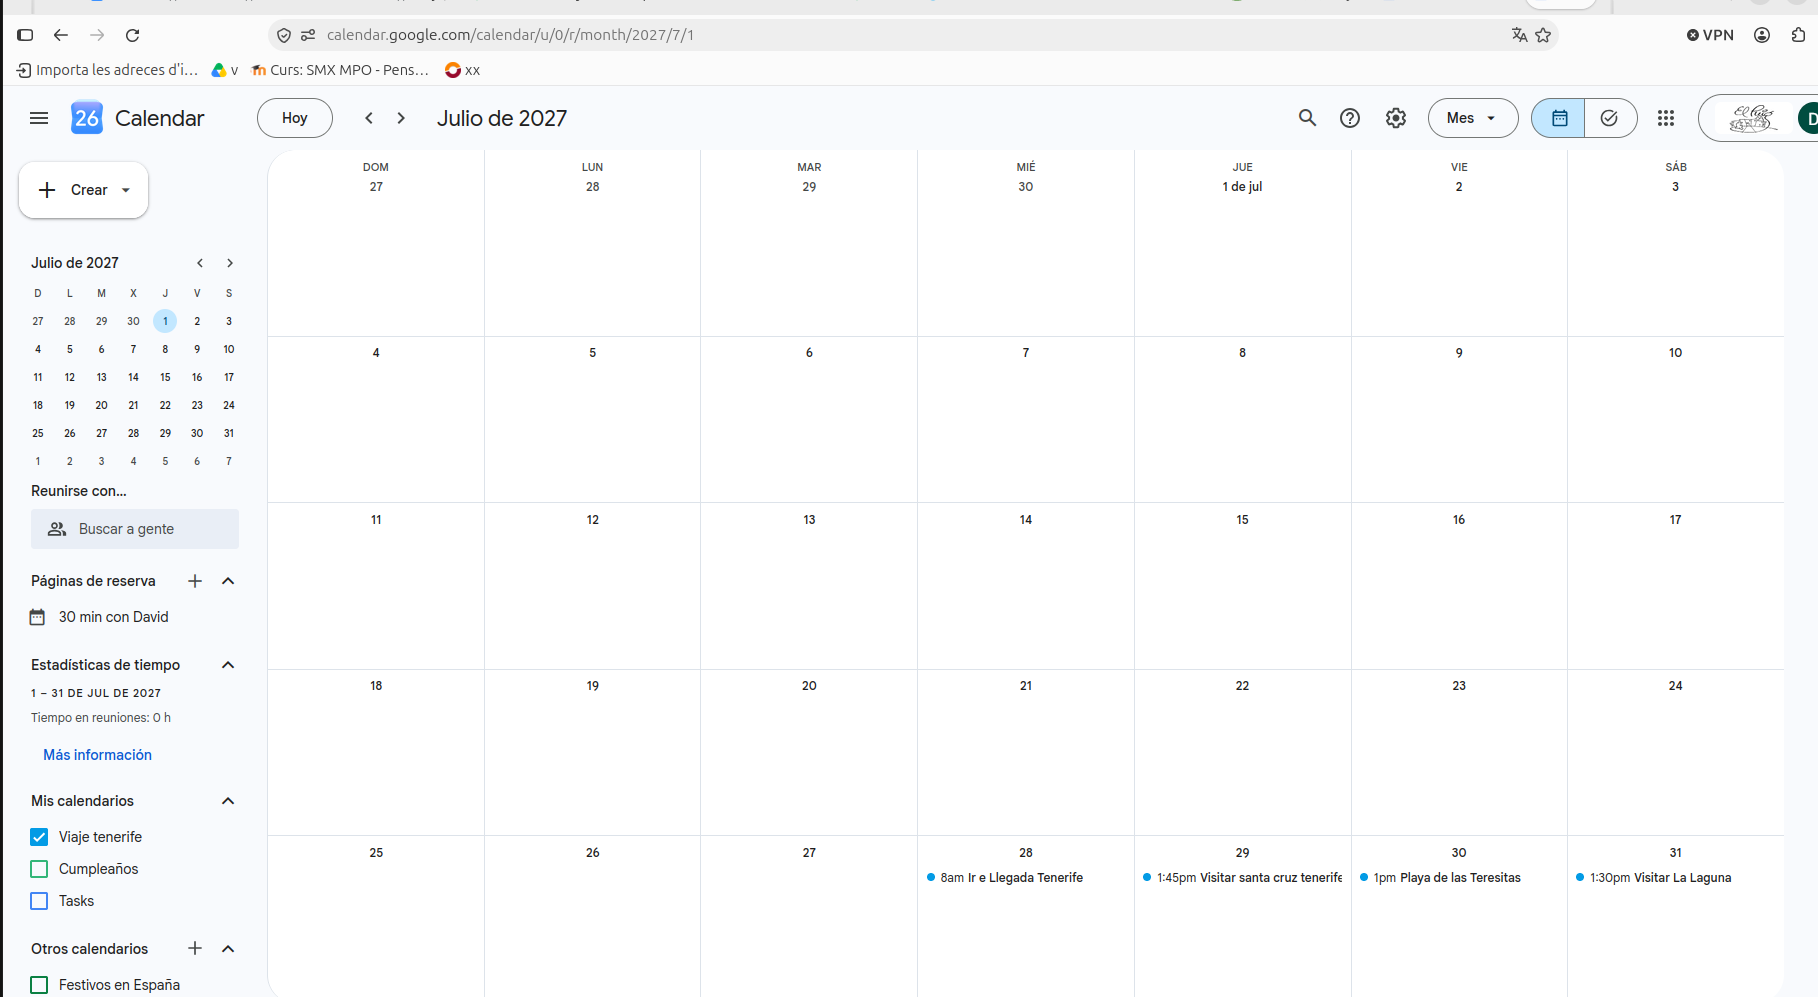 calendar.google.com/calendar/u/0/r/month/2027/7/1
VPN
Importa les adreces d'i…
v
Curs: SMX MPO - Pens…
xx
26
Calendar
Hoy
Julio de 2027
Mes
El Puig
D
Crear
Julio de 2027
D L M X J V S
27 28 29 30 1 2 3
4 5 6 7 8 9 10
11 12 13 14 15 16 17
18 19 20 21 22 23 24
25 26 27 28 29 30 31
1 2 3 4 5 6 7
Reunirse con...
Buscar a gente
Páginas de reserva
30 min con David
Estadísticas de tiempo
1 – 31 DE JUL DE 2027
Tiempo en reuniones: 0 h
Más información
Mis calendarios
Viaje tenerife
Cumpleaños
Tasks
Otros calendarios
Festivos en España
DOM LUN MAR MIÉ JUE VIE SÁB
27 28 29 30 1 de jul 2 3
4 5 6 7 8 9 10
11 12 13 14 15 16 17
18 19 20 21 22 23 24
25 26 27 28 29 30 31
8am Ir e Llegada Tenerife
1:45pm Visitar santa cruz tenerife
1pm Playa de las Teresitas
1:30pm Visitar La Laguna